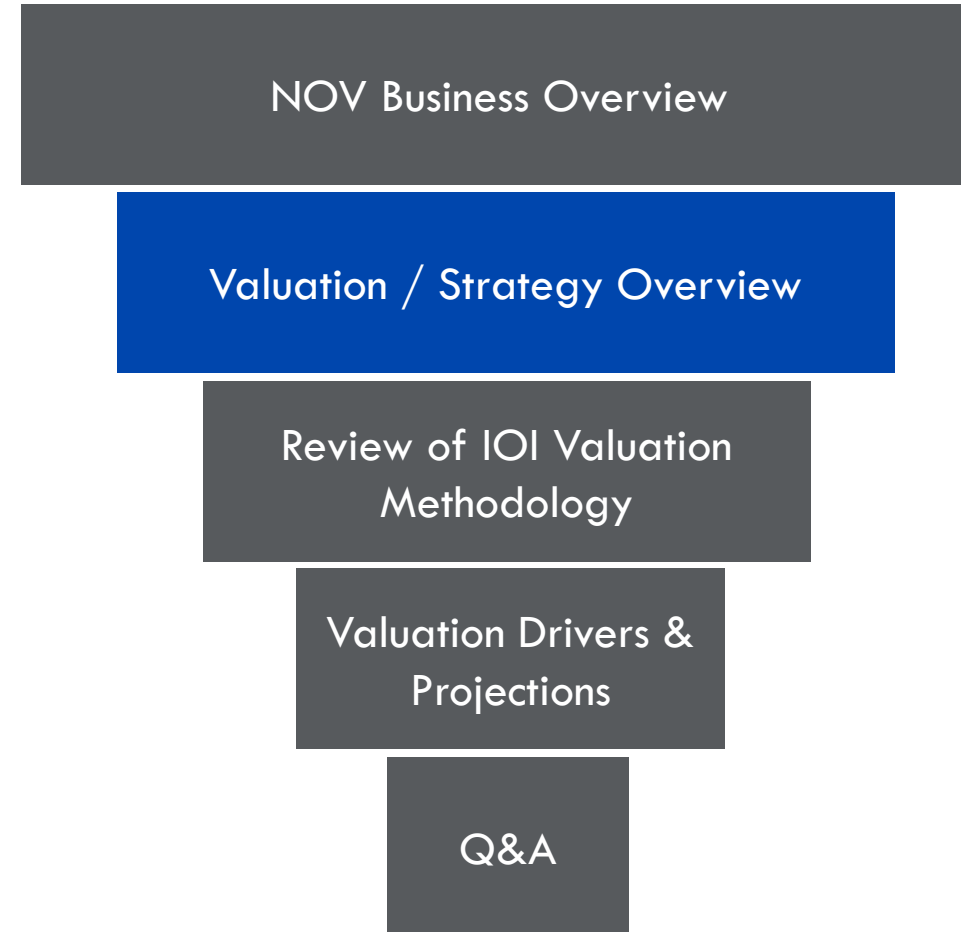 NOV Business Overview
Valuation / Strategy Overview
Review of IOI Valuation
Methodology
Valuation Drivers &
Projections
Q&A